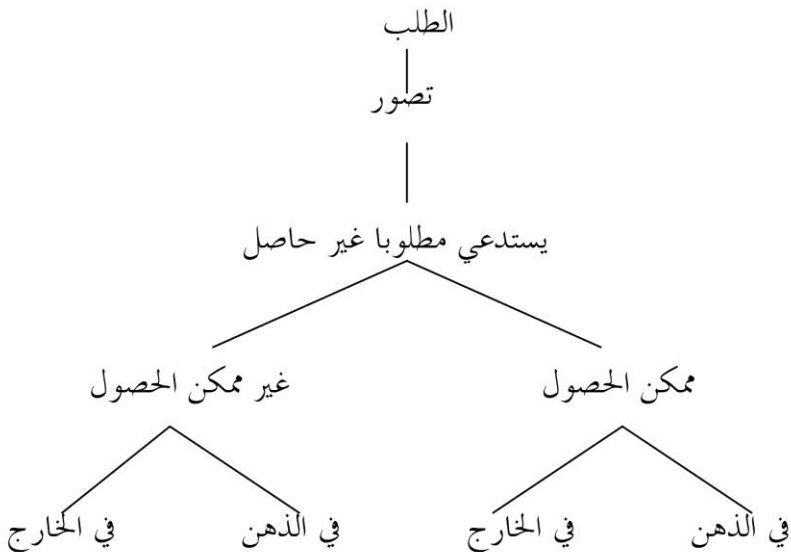 الطلب
تصور
يستدعي مطلوبا غير حاصل
ممكن الحصول
غير ممكن الحصول
في الذهن
في الخارج
في الذهن
في الخارج